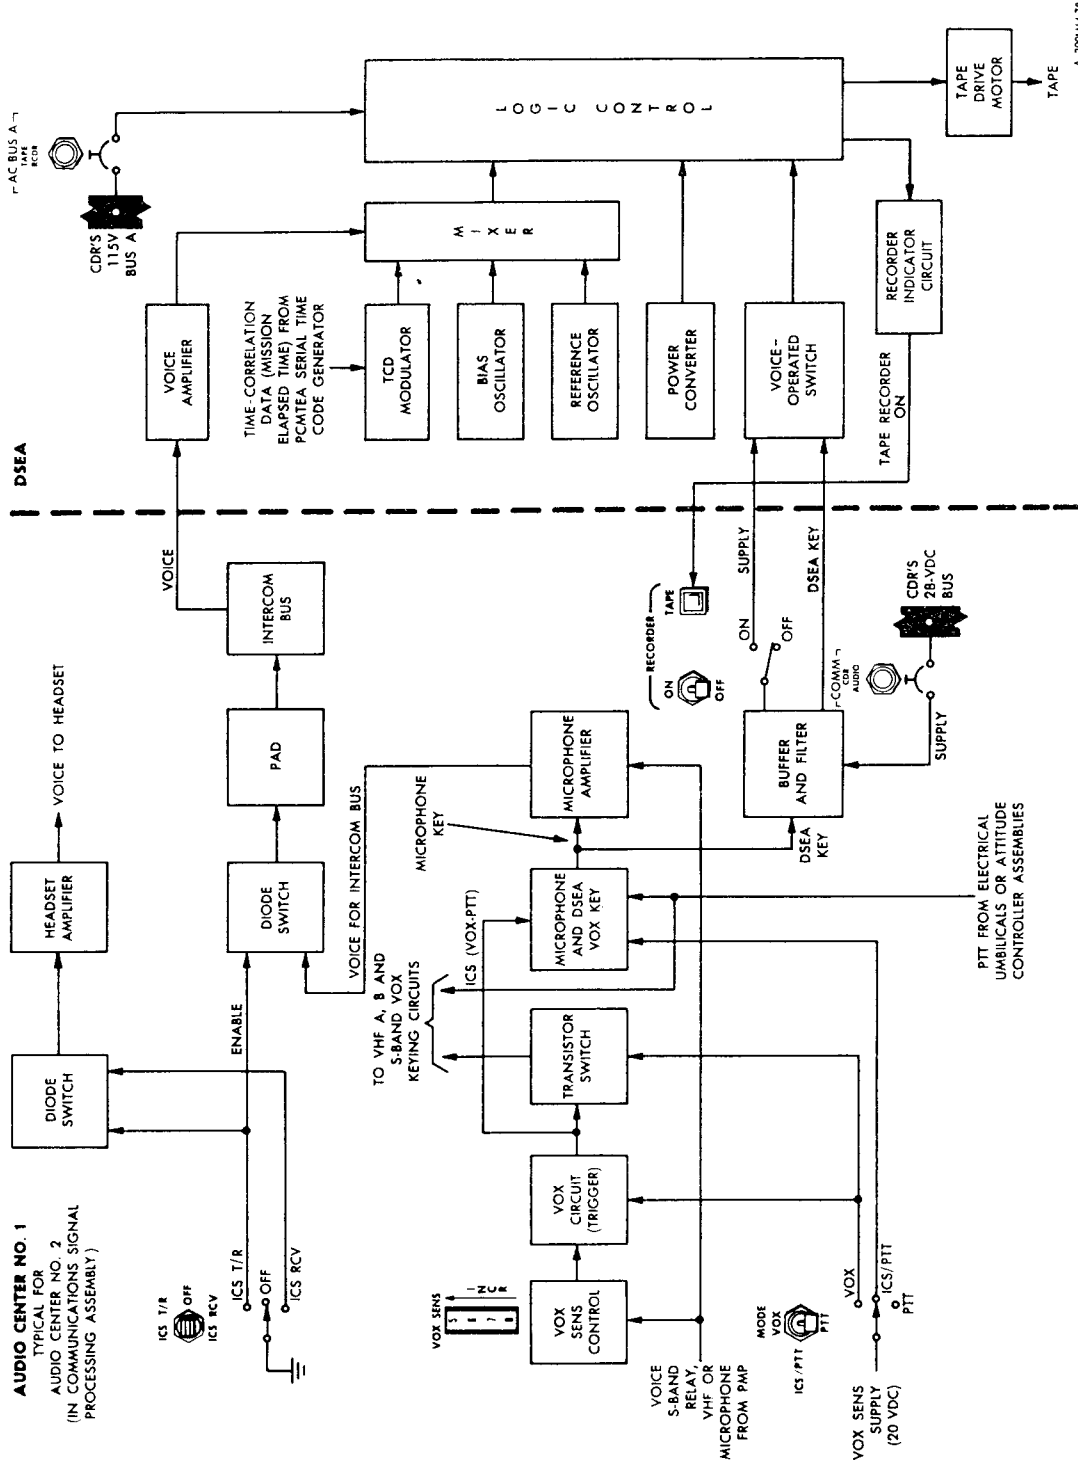 AUDIO CENTER NO. 1
TYPICAL FOR
AUDIO CENTER NO. 2
(IN COMMUNICATIONS SIGNAL
PROCESSING ASSEMBLY)
DSEA
ICS T/R
OFF
ICS RCV
ICS T/R
OFF
ICS RCV
DIODE
SWITCH
HEADSET
AMPLIFIER
VOICE TO HEADSET
ENABLE
DIODE
SWITCH
PAD
INTERCOM
BUS
VOICE
VOICE
AMPLIFIER
CDR'S
115V
BUS A
AC BUS A
TAPE
RCDR
TIME-CORRELATION
DATA (MISSION
ELAPSED TIME) FROM
PCMTEA SERIAL TIME
CODE GENERATOR
TCD
MODULATOR
BIAS
OSCILLATOR
REFERENCE
OSCILLATOR
MIXER
LOGIC CONTROL
POWER
CONVERTER
VOICE-
OPERATED
SWITCH
RECORDER
INDICATOR
CIRCUIT
TAPE
DRIVE
MOTOR
TAPE
TAPE RECORDER
ON
VOICE FOR INTERCOM BUS
MICROPHONE
KEY
TO VHF A, B AND
S-BAND VOX
KEYING CIRCUITS
ICS (VOX-PTT)
VOX SENS
5 6 7 8
INCR
VOX
SENS
CONTROL
VOX
CIRCUIT
(TRIGGER)
TRANSISTOR
SWITCH
MICROPHONE
AND DSEA
VOX KEY
MICROPHONE
AMPLIFIER
RECORDER
ON
OFF
TAPE
ON
OFF
SUPPLY
DSEA KEY
DSEA
KEY
BUFFER
AND FILTER
COMM
CDR
AUDIO
CDR'S
28-VDC
BUS
SUPPLY
VOICE
S-BAND
RELAY,
VHF OR
MICROPHONE
FROM PMP
MODE
VOX
ICS/PTT
PTT
VOX
ICS/PTT
PTT
VOX SENS
SUPPLY
(20 VDC)
PTT FROM ELECTRICAL
UMBILICALS OR ATTITUDE
CONTROLLER ASSEMBLIES